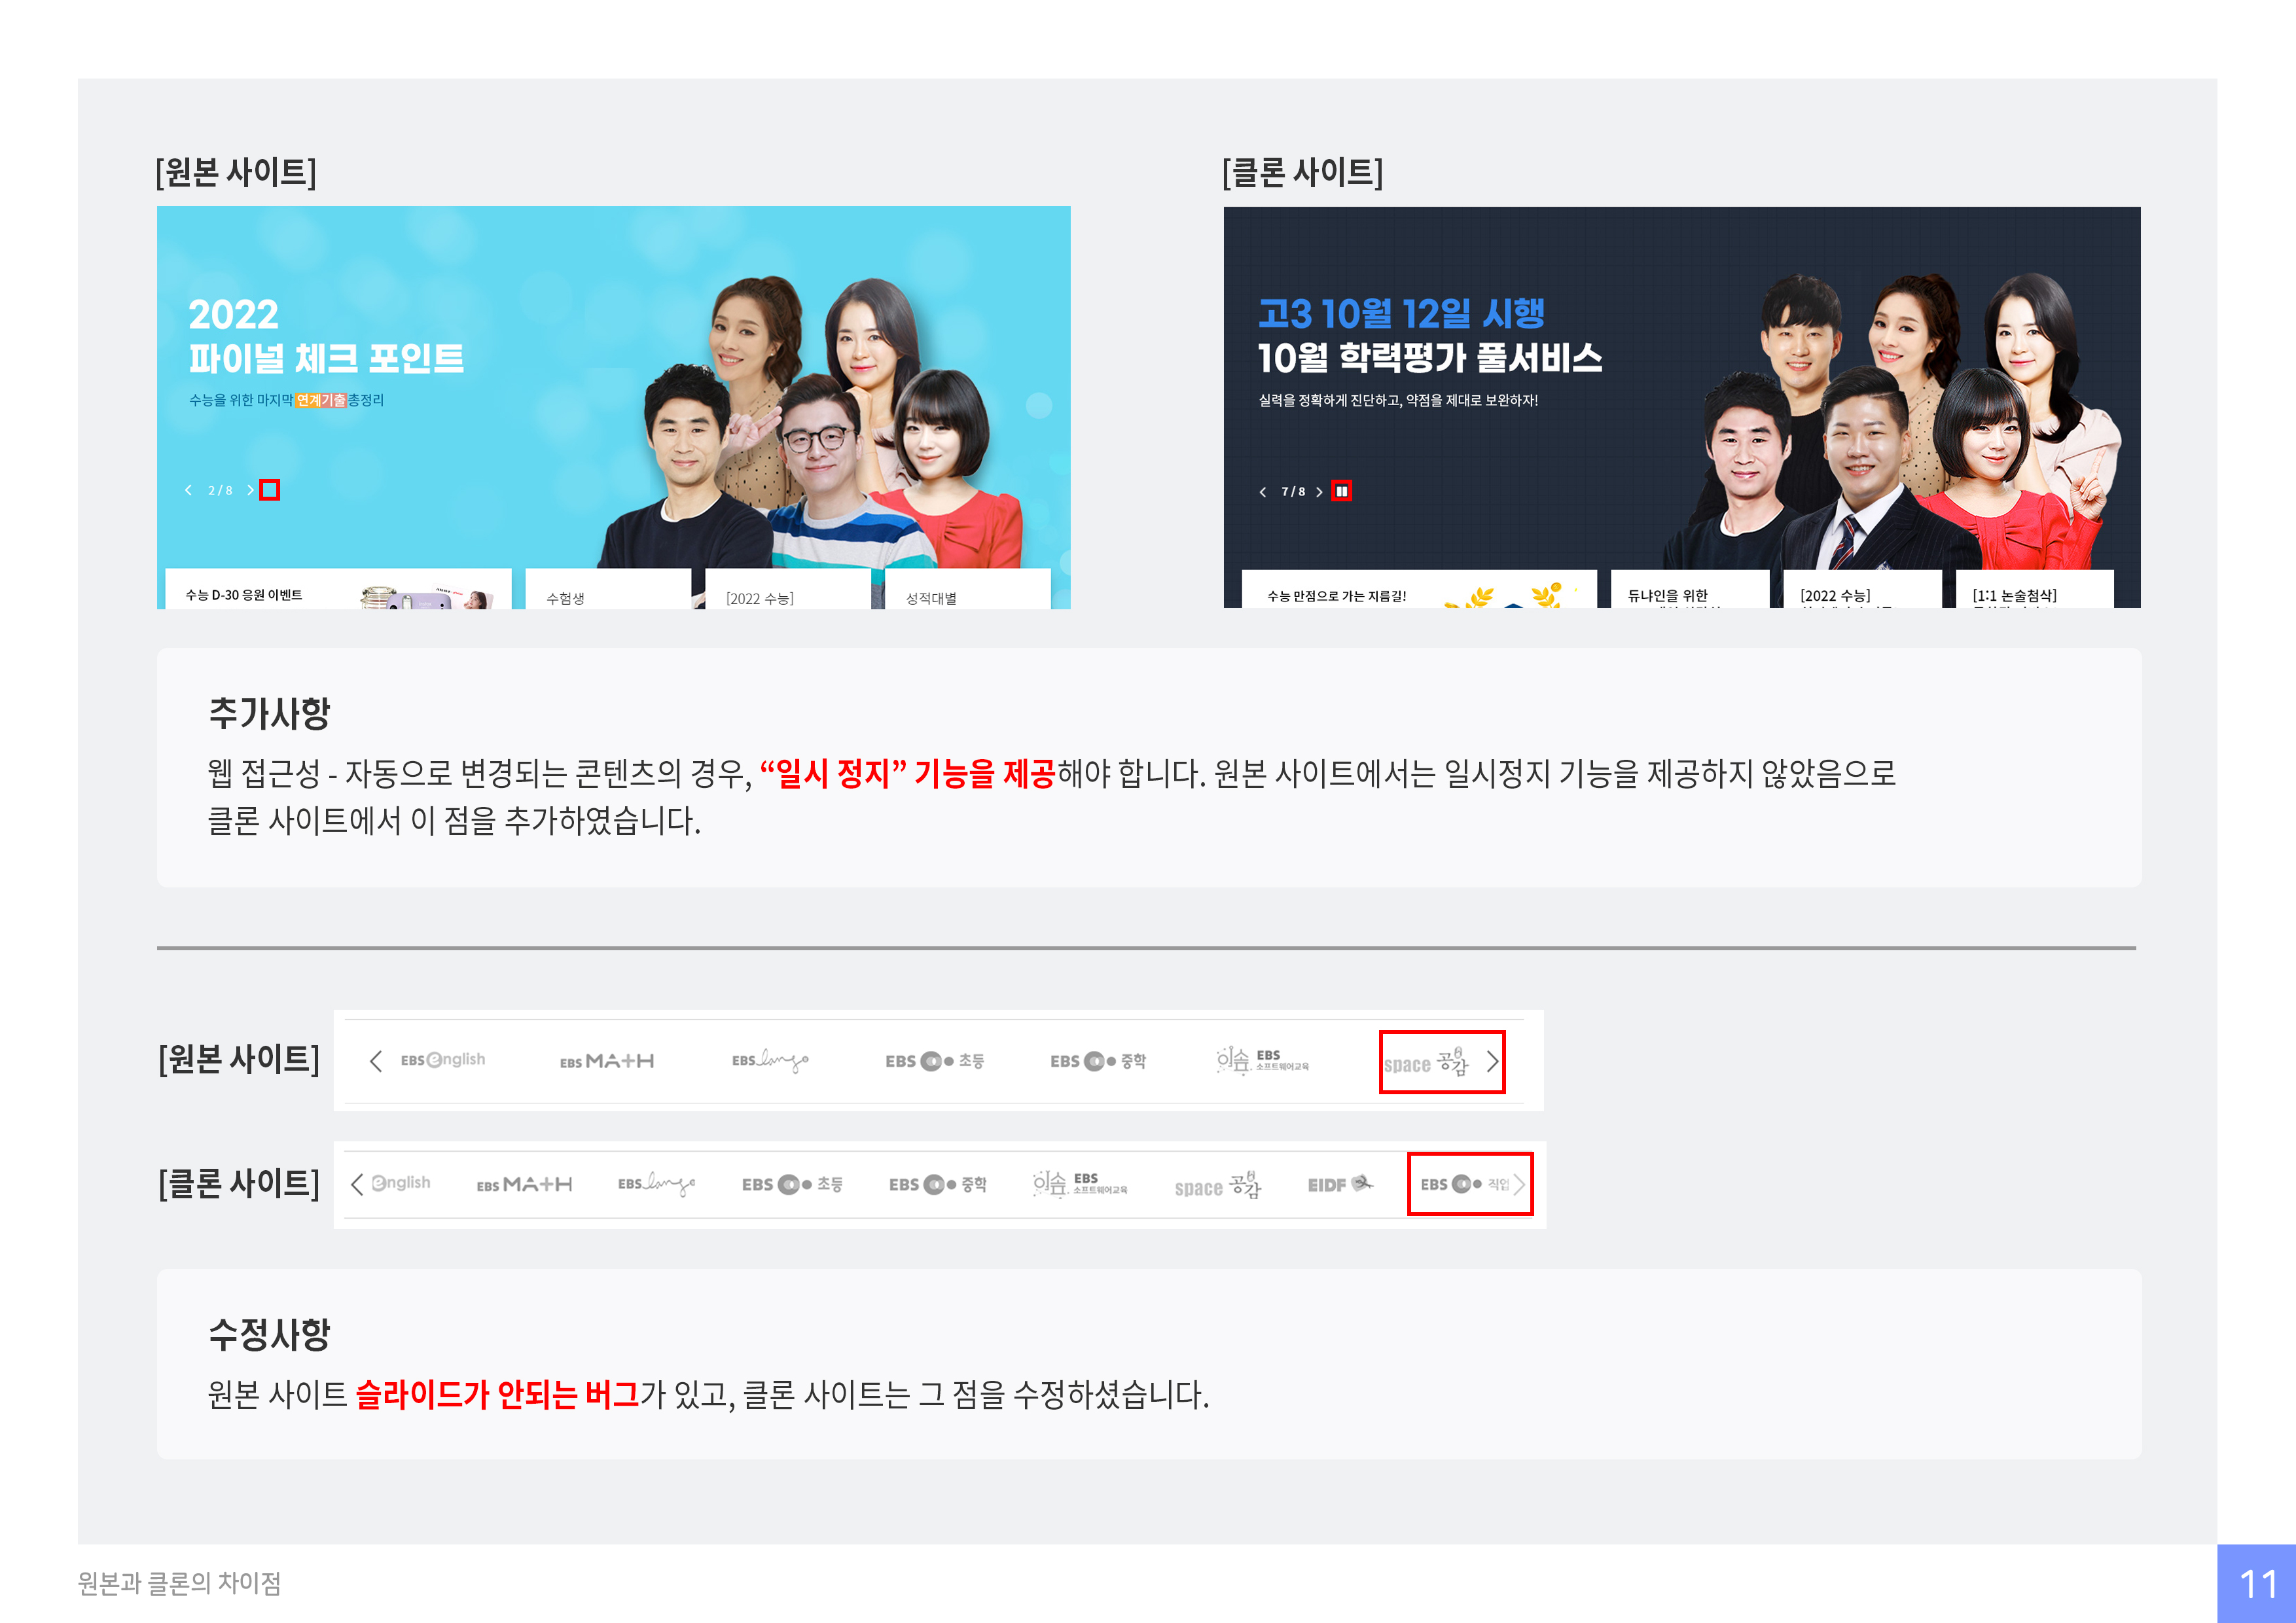 [원본 사이트]
[클론 사이트]
2022
파이널 체크 포인트
수능을 위한 마지막 연계기출 총정리
2 / 8
수능 D-30 응원 이벤트
수험생
[2022 수능]
성적대별
고3 10월 12일 시행
10월 학력평가 풀서비스
실력을 정확하게 진단하고, 약점을 제대로 보완하자!
7 / 8
수능 만점으로 가는 지름길!
듀냐인을 위한
[2022 수능]
[1:1 논술첨삭]
추가사항
웹 접근성 - 자동으로 변경되는 콘텐츠의 경우, “일시 정지” 기능을 제공해야 합니다. 원본 사이트에서는 일시정지 기능을 제공하지 않았음으로
클론 사이트에서 이 점을 추가하였습니다.
[원본 사이트]
EBS english
EBS MATH
EBS lang
EBS 초등
EBS 중학
이솦 EBS 소프트웨어교육
space 공감
[클론 사이트]
english
EBS MATH
EBS lang
EBS 초등
EBS 중학
이솦 EBS 소프트웨어교육
space 공감
EIDF
EBS 직업
수정사항
원본 사이트 슬라이드가 안되는 버그가 있고, 클론 사이트는 그 점을 수정하셨습니다.
원본과 클론의 차이점
11